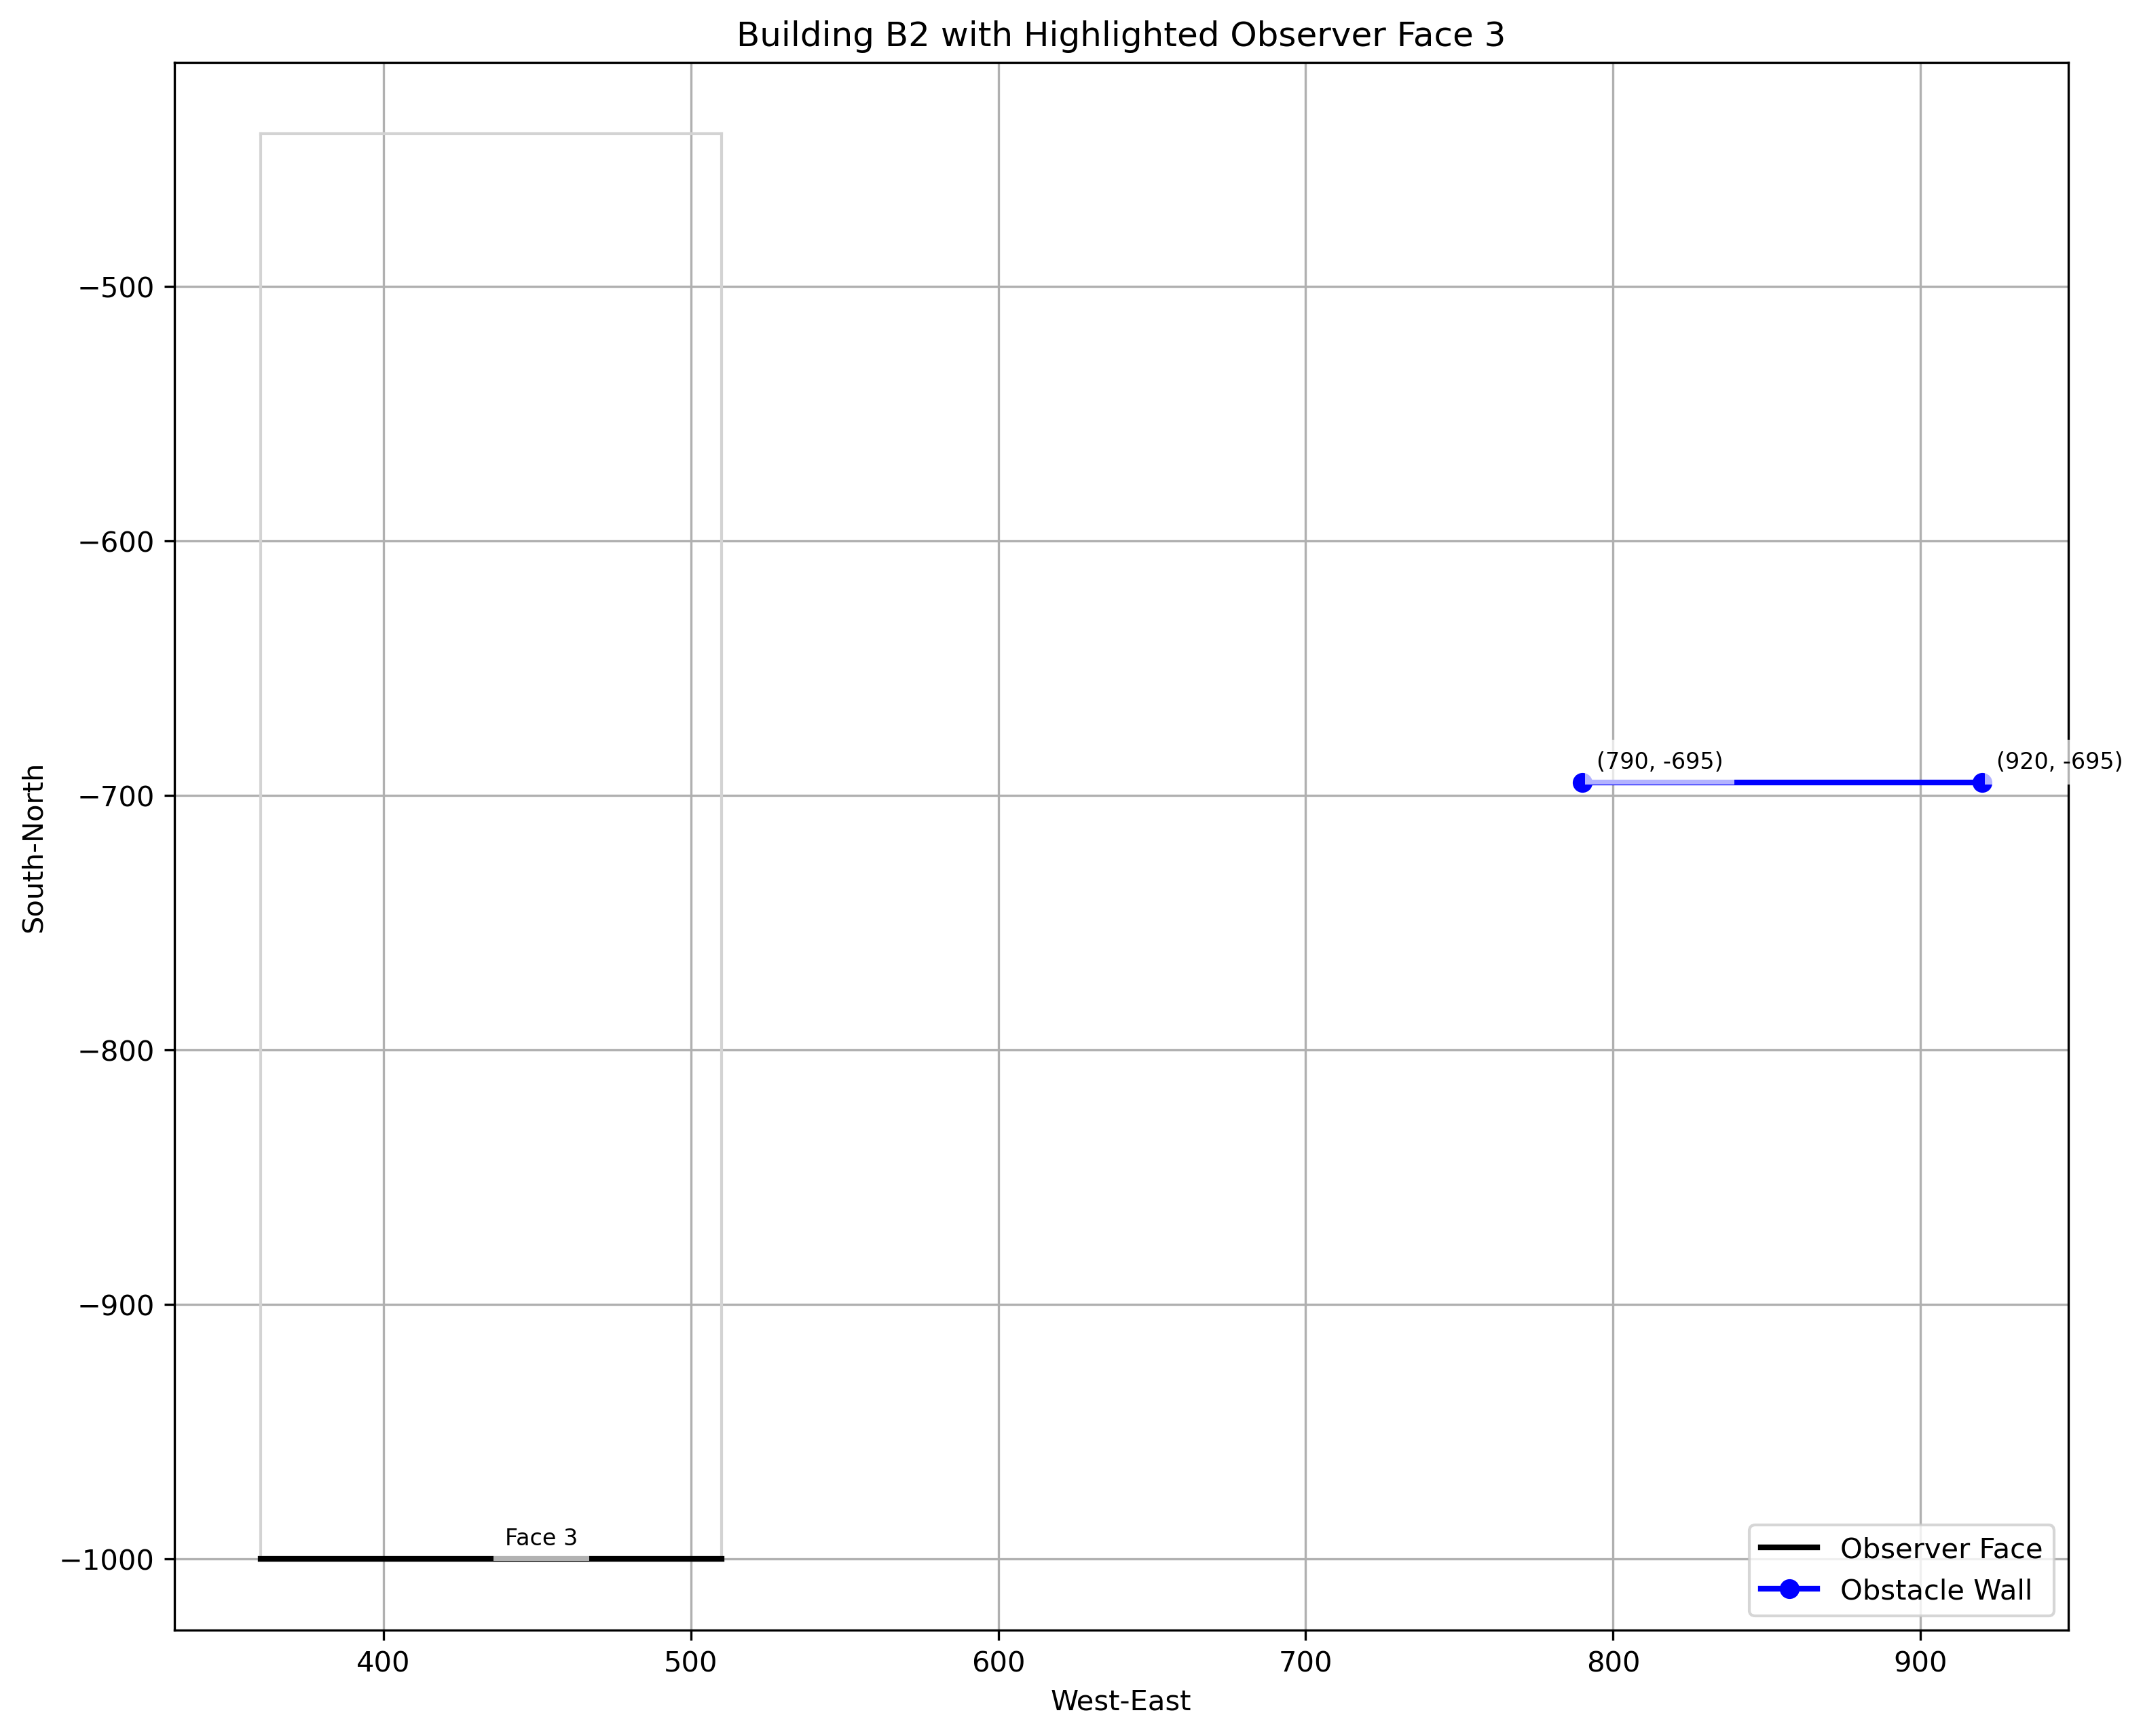 Building B2 with Highlighted Observer Face 3
South-North
−500
−600
−700
−800
−900
−1000
(790, -695)
(920, -695)
Face 3
Observer Face
Obstacle Wall
400
500
600
700
800
900
West-East